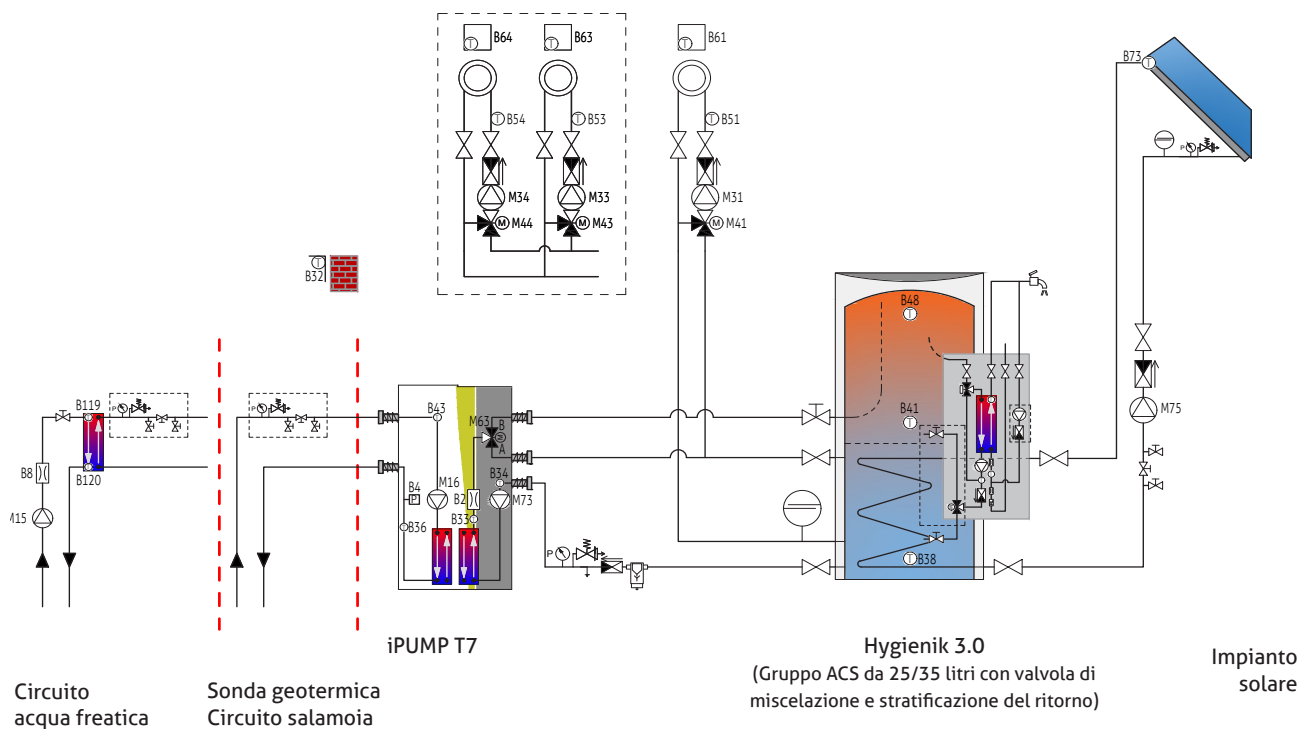 B64
B63
B61
B73
T
T
T
T
B54
T
B53
T
B51
T
P
M34
M33
M31
M
M44
M
M43
M
M41
T
B32
B48
T
B119
P
P
B43
M63
B
M
A
B41
T
B8
B120
B4
P
M16
B2
B34
M73
B36
B33
M75
P
T
B38
iPUMP T7
Hygienik 3.0
(Gruppo ACS da 25/35 litri con valvola di
miscelazione e stratificazione del ritorno)
Impianto
solare
Circuito
acqua freatica
Sonda geotermica
Circuito salamoia